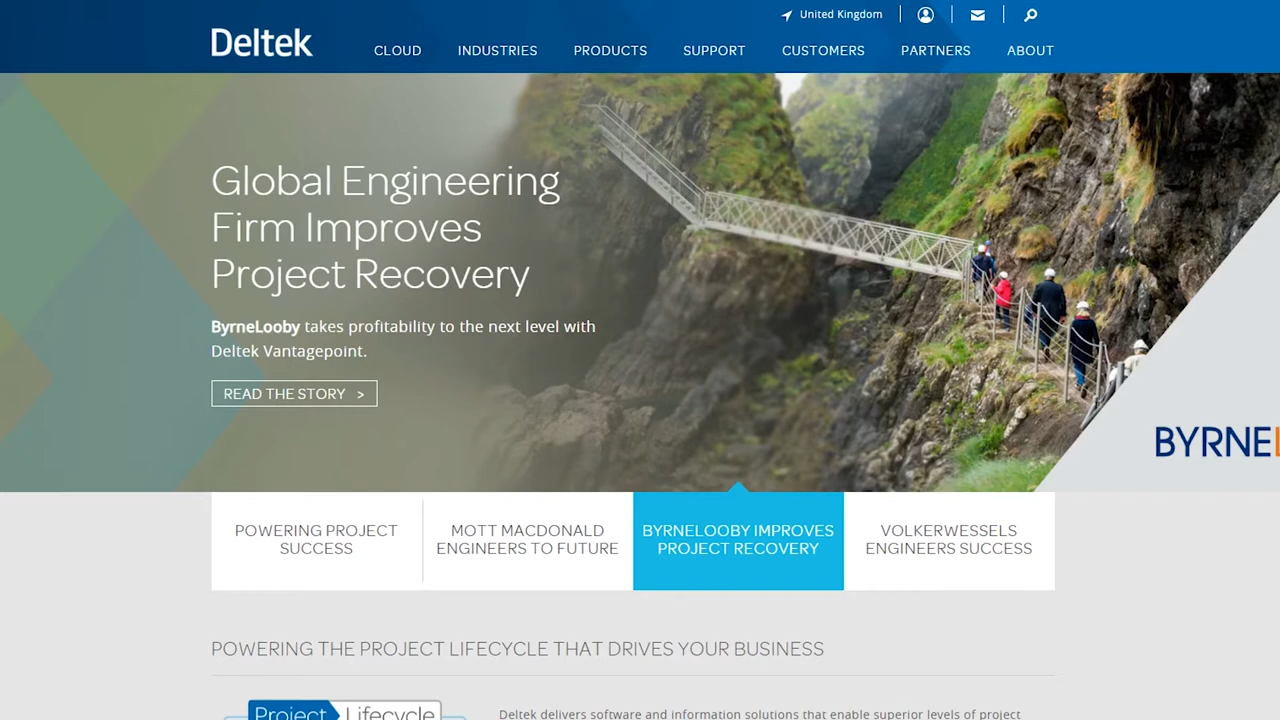 United Kingdom
Deltek
CLOUD INDUSTRIES PRODUCTS SUPPORT CUSTOMERS PARTNERS ABOUT
Global Engineering
Firm Improves
Project Recovery
ByrneLooby takes profitability to the next level with
Deltek Vantagepoint.
READ THE STORY >
BYRNE
POWERING PROJECT
SUCCESS
MOTT MACDONALD
ENGINEERS TO FUTURE
BYRNELOOBY IMPROVES
PROJECT RECOVERY
VOLKERWESSELS
ENGINEERS SUCCESS
POWERING THE PROJECT LIFECYCLE THAT DRIVES YOUR BUSINESS
Project Lifecycle
Deltek delivers software and information solutions that enable superior levels of project